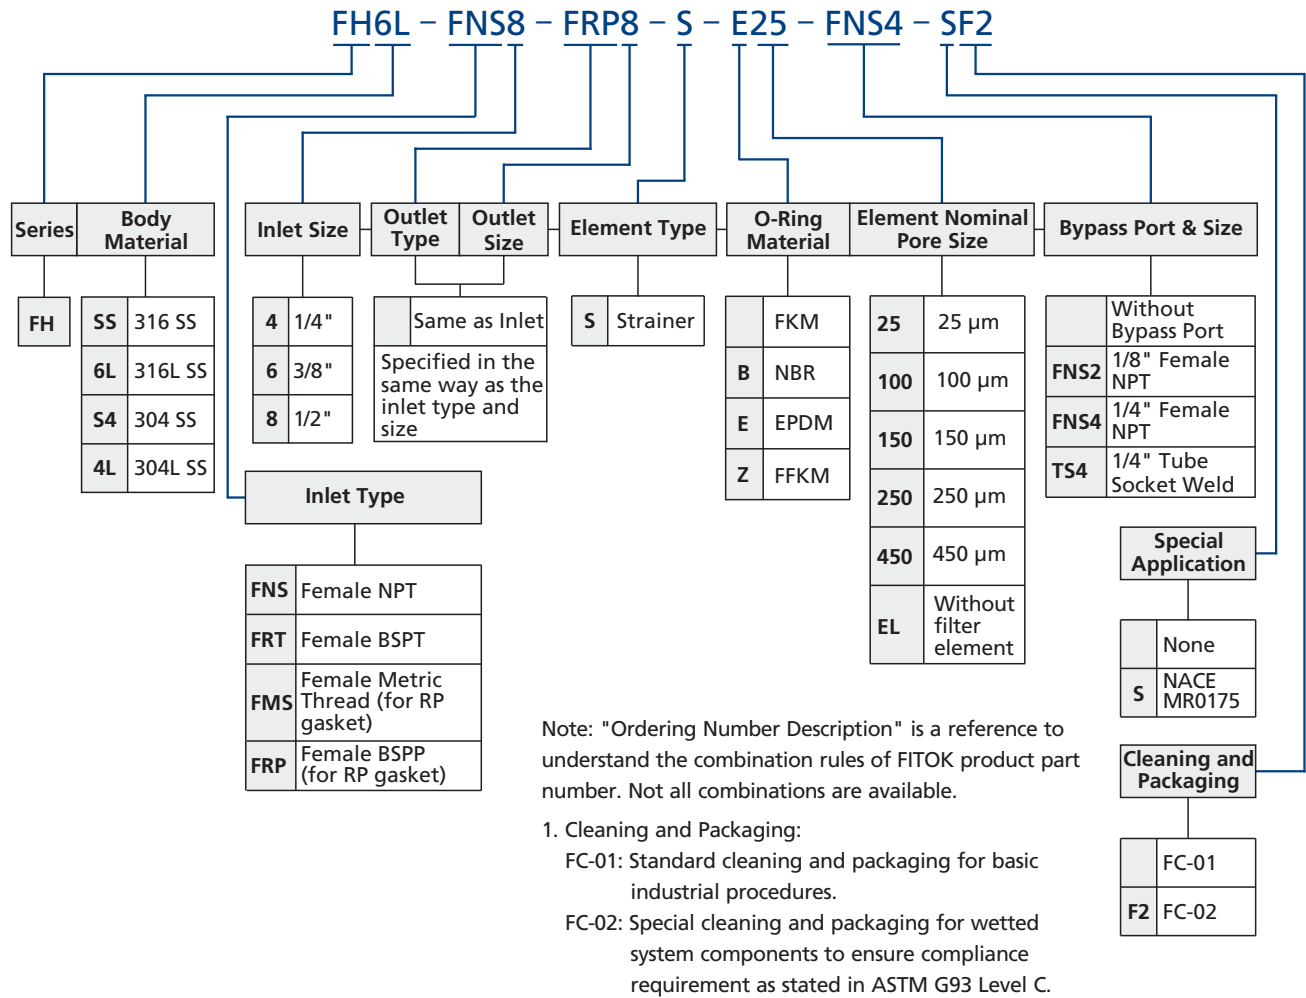 FH6L – FNS8 – FRP8 – S – E25 – FNS4 – SF2
Series
Body
Material
Inlet Size
Outlet
Type
Outlet
Size
Element Type
O-Ring
Material
Element Nominal
Pore Size
Bypass Port & Size
FH
SS 316 SS
6L 316L SS
S4 304 SS
4L 304L SS
4 1/4"
6 3/8"
8 1/2"
Same as Inlet
Specified in the
same way as the
inlet type and
size
S Strainer
FKM
B NBR
E EPDM
Z FFKM
25 25 µm
100 100 µm
150 150 µm
250 250 µm
450 450 µm
EL Without
filter
element
Without
Bypass Port
FNS2 1/8" Female
NPT
FNS4 1/4" Female
NPT
TS4 1/4" Tube
Socket Weld
Inlet Type
FNS Female NPT
FRT Female BSPT
FMS Female Metric
Thread (for RP
gasket)
FRP Female BSPP
(for RP gasket)
Special
Application
None
S NACE
MR0175
Cleaning and
Packaging
FC-01
F2 FC-02
Note: "Ordering Number Description" is a reference to
understand the combination rules of FITOK product part
number. Not all combinations are available.
1. Cleaning and Packaging:
FC-01: Standard cleaning and packaging for basic
industrial procedures.
FC-02: Special cleaning and packaging for wetted
system components to ensure compliance
requirement as stated in ASTM G93 Level C.